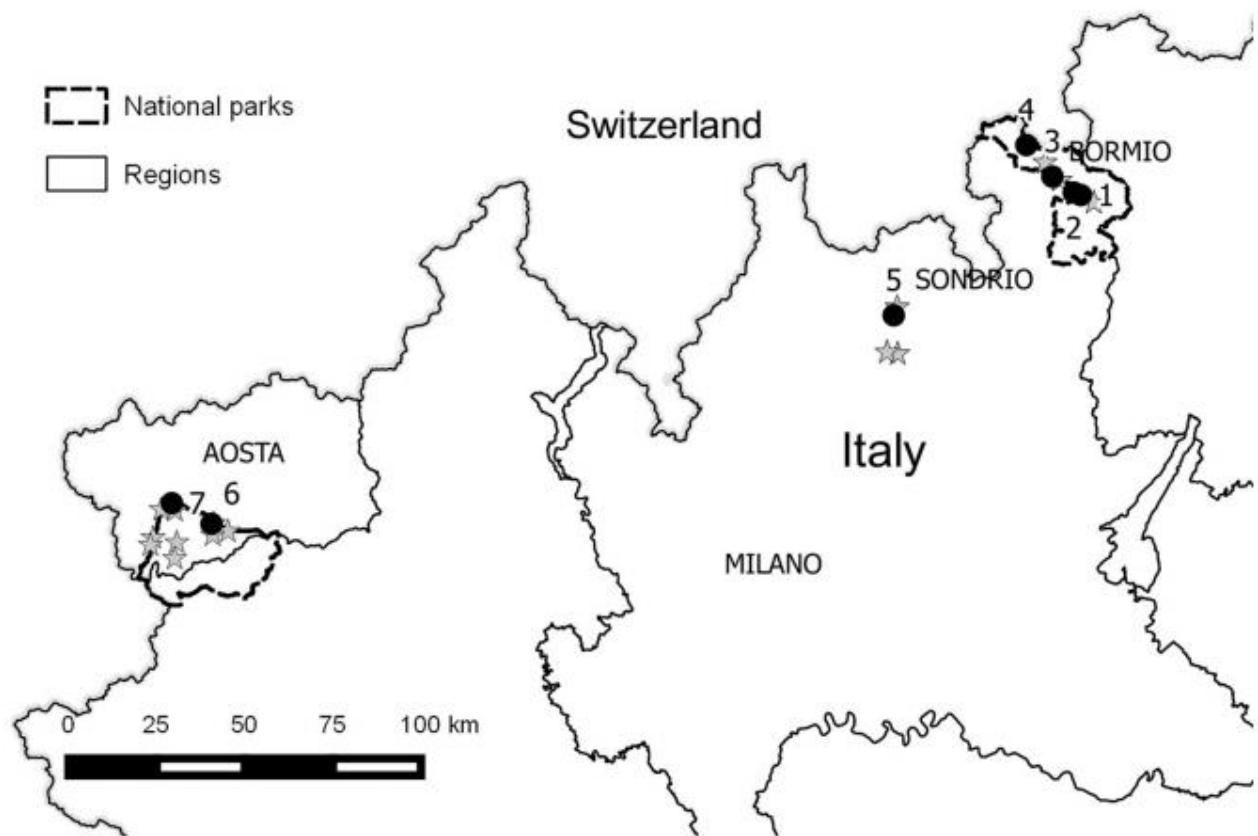 National parks
Regions
Switzerland
4
3
BORMIO
1
2
5
SONDRIO
AOSTA
7
6
Italy
MILANO
0
25
50
75
100 km